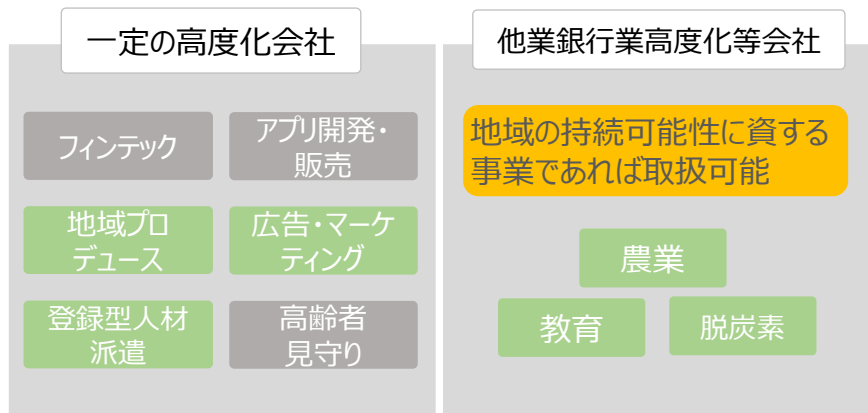 一定の高度化会社
フィンテック
アプリ開発・
販売
地域プロ
デュース
広告・マーケ
ティング
登録型人材
派遣
高齢者
見守り
他業銀行業高度化等会社
地域の持続可能性に資する
事業であれば取扱可能
農業
教育
脱炭素